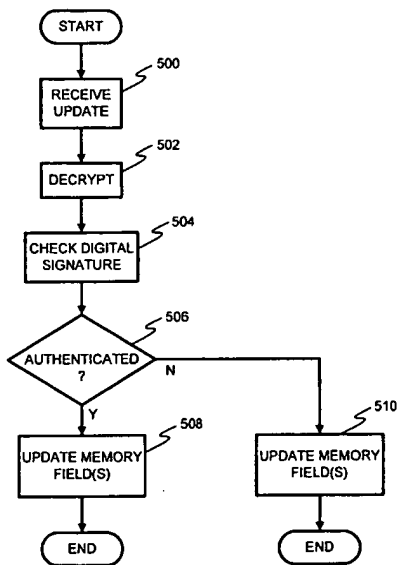 START
500
RECEIVE
UPDATE
502
DECRYPT
504
CHECK DIGITAL
SIGNATURE
506
AUTHENTICATED
?
N
Y
508
UPDATE MEMORY
FIELD(S)
510
UPDATE MEMORY
FIELD(S)
END
END